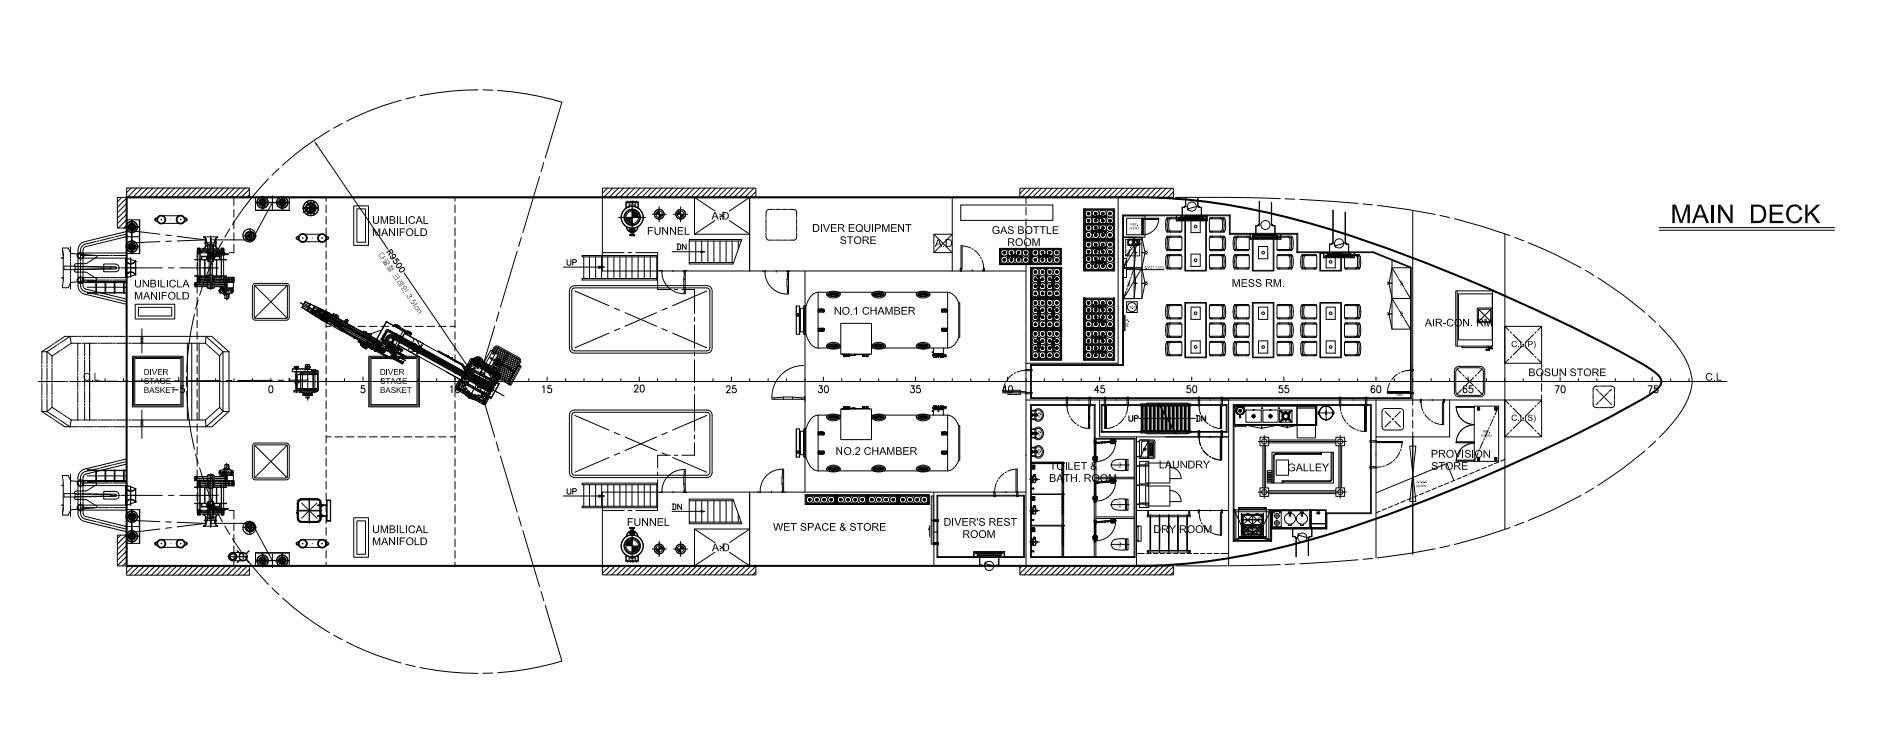 MAIN DECK
UMBILICAL
MANIFOLD
R9500
FUNNEL
A.D
DN
UP
DIVER EQUIPMENT
STORE
A.D
GAS BOTTLE
ROOM
MESS RM.
UNBILICLA
MANIFOLD
NO.1 CHAMBER
AIR-CON. RM
C.L(P)
BOSUN STORE
C.L
DIVER
STAGE
BASKET
DIVER
STAGE
BASKET
C.L
-5 0 5 10 15 20 25 30 35 40 45 50 55 60 65 70 75
C.L(S)
UP DN
NO.2 CHAMBER
TOILET &
BATH. ROOM
LAUNDRY
GALLEY
PROVISION
STORE
UP
DN
UMBILICAL
MANIFOLD
FUNNEL
A.D
WET SPACE & STORE
DIVER'S REST
ROOM
DRY ROOM